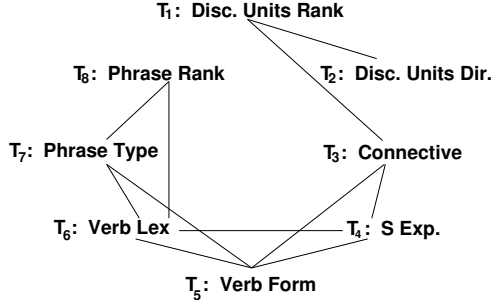 T1: Disc. Units Rank
T8: Phrase Rank
T2: Disc. Units Dir.
T7: Phrase Type
T3: Connective
T6: Verb Lex
T4: S Exp.
T5: Verb Form